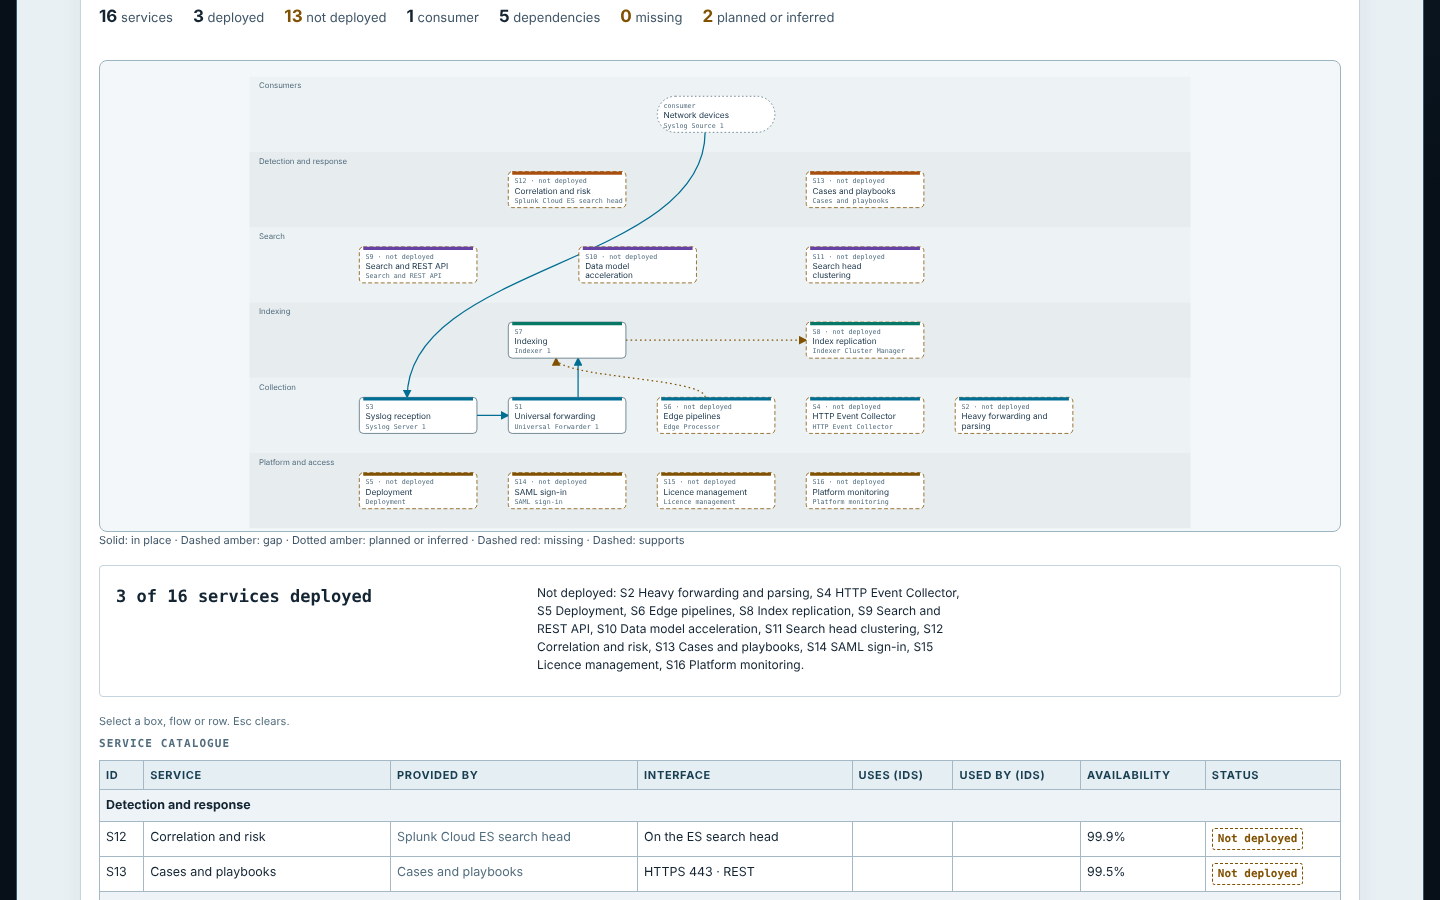 16 services 3 deployed 13 not deployed 1 consumer 5 dependencies 0 missing 2 planned or inferred
Consumers
consumer
Network devices
Syslog Source 1
Detection and response
S12 · not deployed
Correlation and risk
Splunk Cloud ES search head
S13 · not deployed
Cases and playbooks
Cases and playbooks
Search
S9 · not deployed
Search and REST API
Search and REST API
S10 · not deployed
Data model
acceleration
S11 · not deployed
Search head
clustering
Indexing
S7
Indexing
Indexer 1
S8 · not deployed
Index replication
Indexer Cluster Manager
Collection
S3
Syslog reception
Syslog Server 1
S1
Universal forwarding
Universal Forwarder 1
S6 · not deployed
Edge pipelines
Edge Processor
S4 · not deployed
HTTP Event Collector
HTTP Event Collector
S2 · not deployed
Heavy forwarding and
parsing
Platform and access
S5 · not deployed
Deployment
Deployment
S14 · not deployed
SAML sign-in
SAML sign-in
S15 · not deployed
Licence management
Licence management
S16 · not deployed
Platform monitoring
Platform monitoring
Solid: in place · Dashed amber: gap · Dotted amber: planned or inferred · Dashed red: missing · Dashed: supports
3 of 16 services deployed
Not deployed: S2 Heavy forwarding and parsing, S4 HTTP Event Collector,
S5 Deployment, S6 Edge pipelines, S8 Index replication, S9 Search and
REST API, S10 Data model acceleration, S11 Search head clustering, S12
Correlation and risk, S13 Cases and playbooks, S14 SAML sign-in, S15
Licence management, S16 Platform monitoring.
Select a box, flow or row. Esc clears.
SERVICE CATALOGUE
ID SERVICE PROVIDED BY INTERFACE USES (IDS) USED BY (IDS) AVAILABILITY STATUS
Detection and response
S12 Correlation and risk Splunk Cloud ES search head On the ES search head 99.9% Not deployed
S13 Cases and playbooks Cases and playbooks HTTPS 443 · REST 99.5% Not deployed